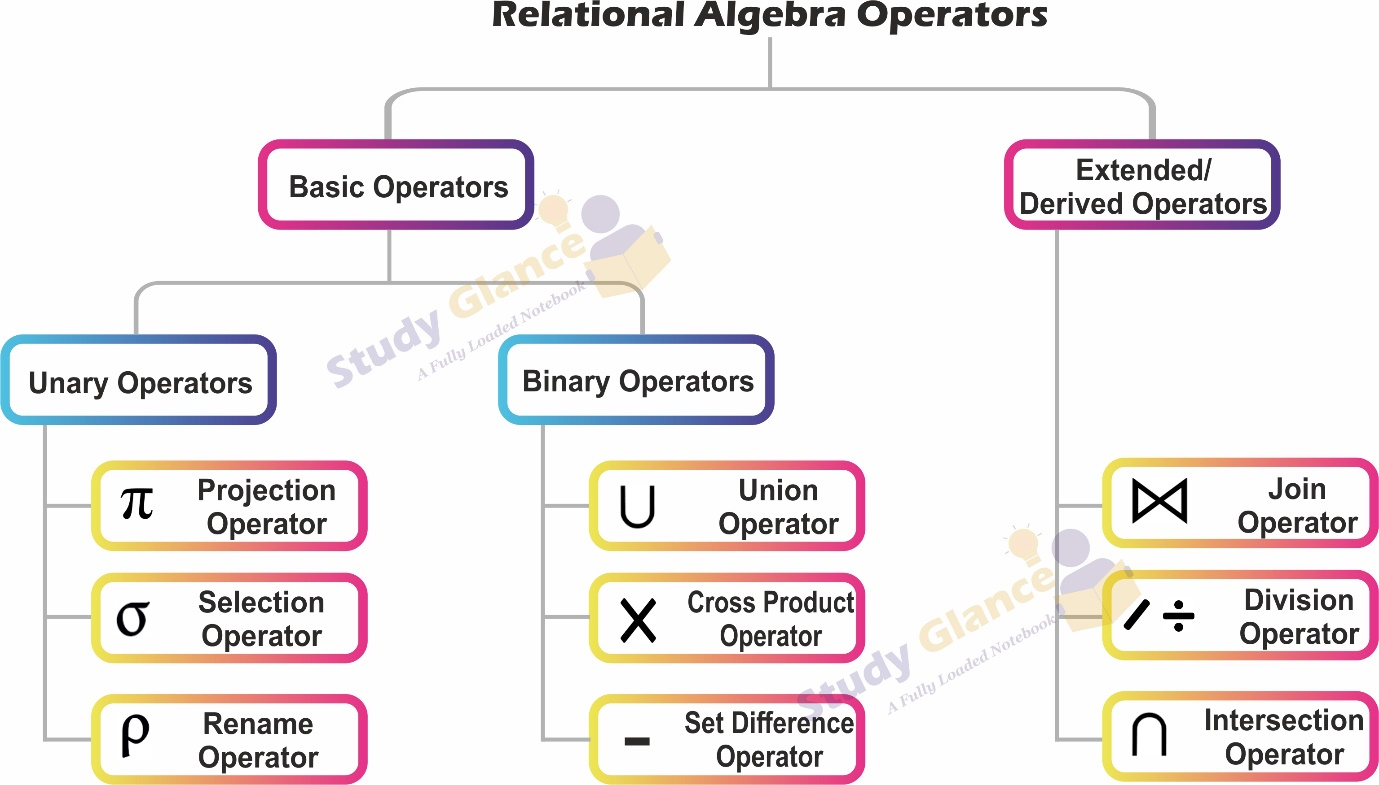 Relational Algebra Operators
Basic Operators
Extended/
Derived Operators
Unary Operators
Binary Operators
π Projection
Operator
σ Selection
Operator
ρ Rename
Operator
∪ Union
Operator
X Cross Product
Operator
- Set Difference
Operator
⋈ Join
Operator
/ ÷ Division
Operator
∩ Intersection
Operator
Study Glance
A Fully Loaded Notebook
Study Glance
A Fully Loaded Notebook